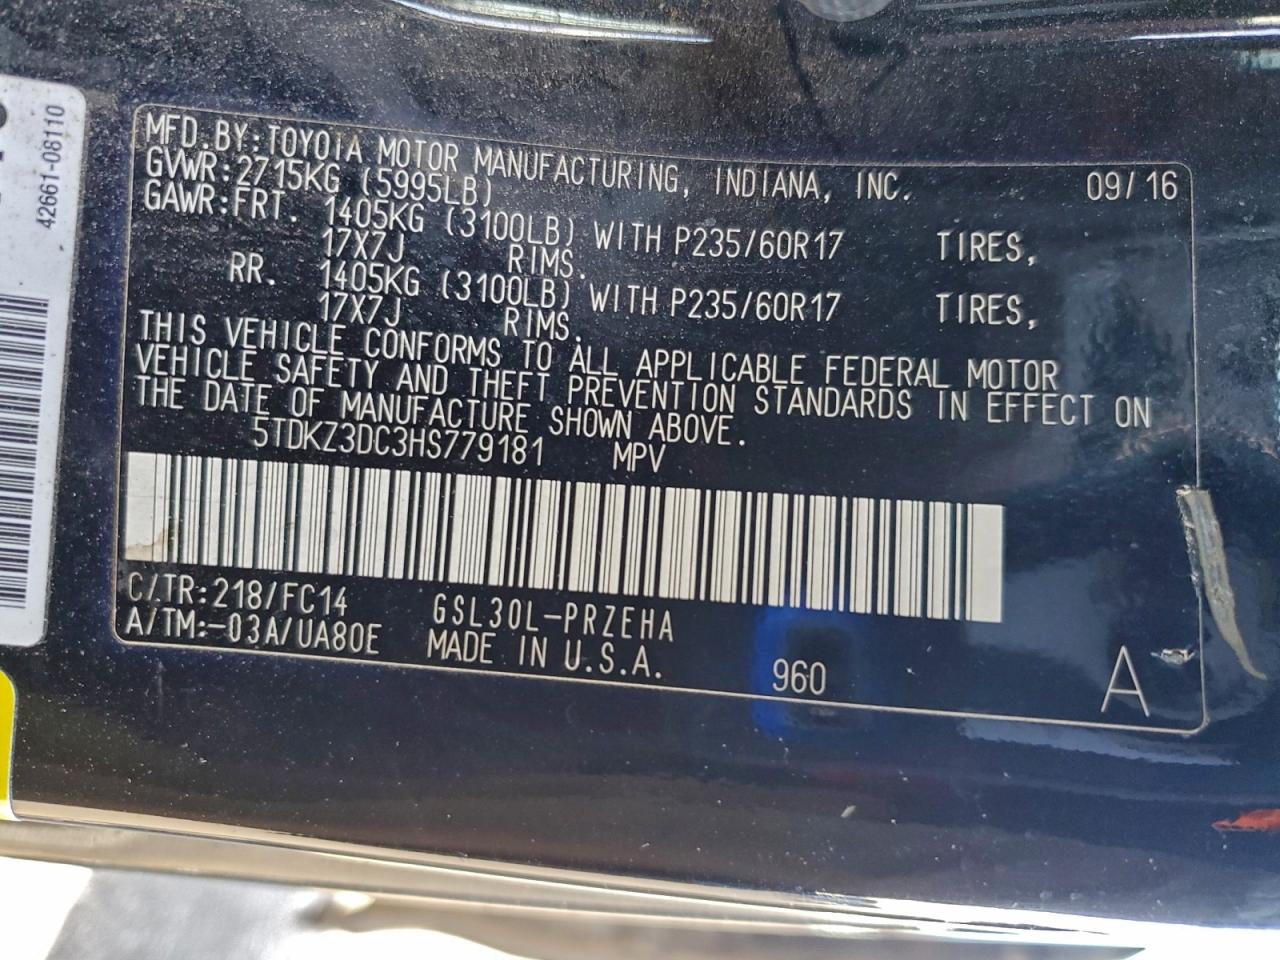 42661-08110
MFD.BY:TOYOTA MOTOR MANUFACTURING, INDIANA, INC. 09/16
GVWR:2715KG (5995LB)
GAWR:FRT. 1405KG (3100LB) WITH P235/60R17 TIRES,
17X7J RIMS.
RR. 1405KG (3100LB) WITH P235/60R17 TIRES,
17X7J RIMS.
THIS VEHICLE CONFORMS TO ALL APPLICABLE FEDERAL MOTOR
VEHICLE SAFETY AND THEFT PREVENTION STANDARDS IN EFFECT ON
THE DATE OF MANUFACTURE SHOWN ABOVE.
5TDKZ3DC3HS779181 MPV
C/TR:218/FC14 GSL30L-PRZEHA
A/TM:-03A/UA80E MADE IN U.S.A.
960 A